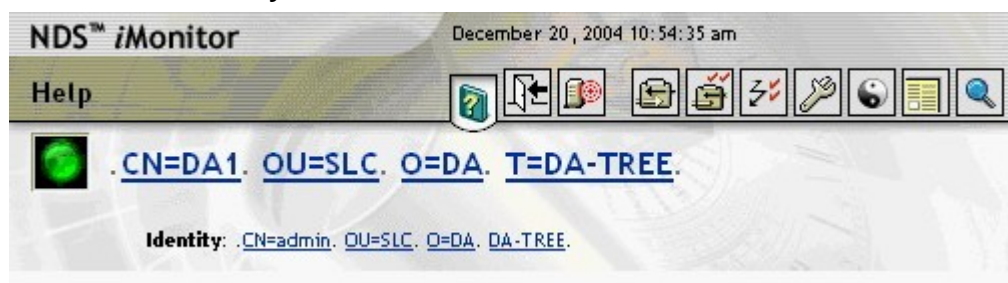 NDS™ iMonitor December 20, 2004 10:54:35 am
Help
.CN=DA1. OU=SLC. O=DA. T=DA-TREE.
Identity: .CN=admin. OU=SLC. O=DA. DA-TREE.